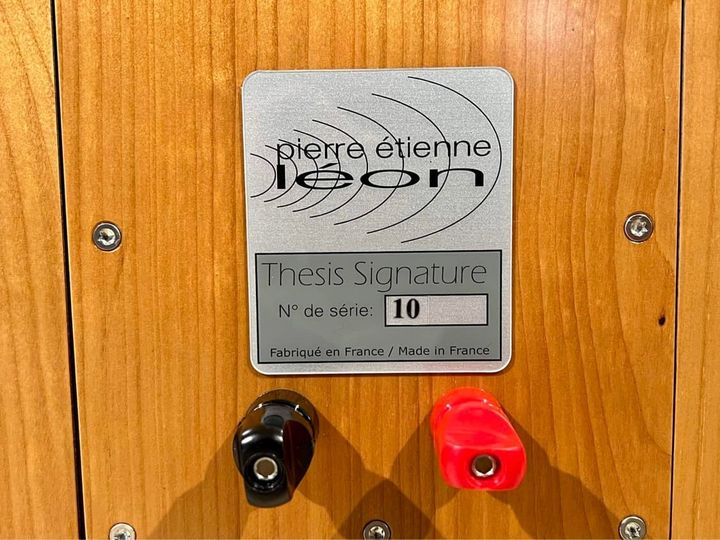 pierre étienne
léon
Thesis Signature
N° de série: 10
Fabriqué en France / Made in France